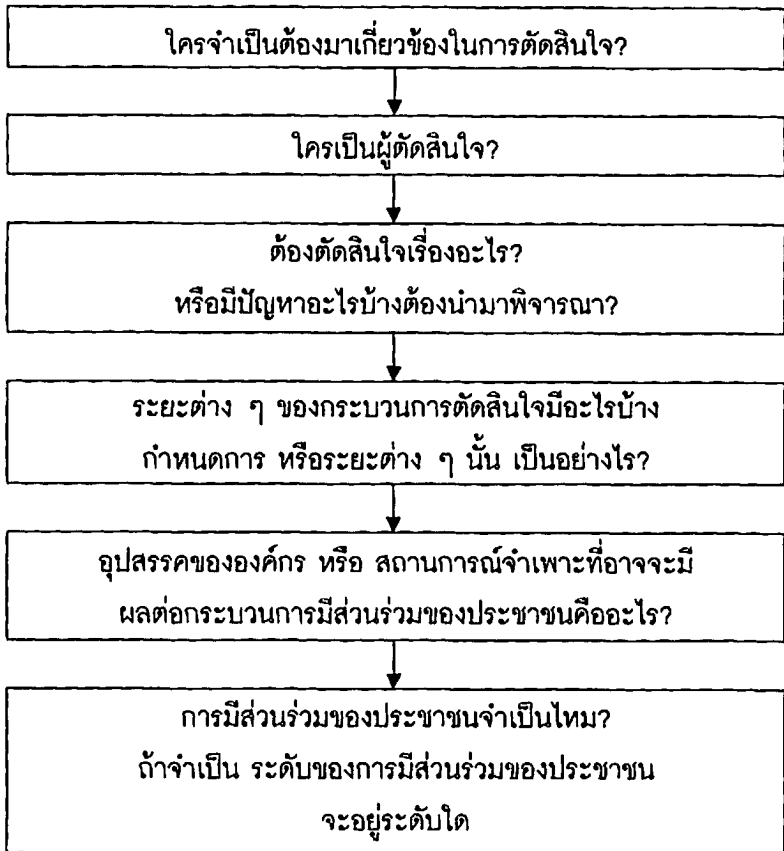 ใครจำเป็นต้องมาเกี่ยวข้องในการตัดสินใจ?
ใครเป็นผู้ตัดสินใจ?
ต้องตัดสินใจเรื่องอะไร?
หรือมีปัญหาอะไรบ้างต้องนำมาพิจารณา?
ระยะต่าง ๆ ของกระบวนการตัดสินใจมีอะไรบ้าง
กำหนดการ หรือระยะต่าง ๆ นั้น เป็นอย่างไร?
อุปสรรคขององค์กร หรือ สถานการณ์จำเพาะที่อาจจะมี
ผลต่อกระบวนการมีส่วนร่วมของประชาชนคืออะไร?
การมีส่วนร่วมของประชาชนจำเป็นไหม?
ถ้าจำเป็น ระดับของการมีส่วนร่วมของประชาชน
จะอยู่ระดับใด